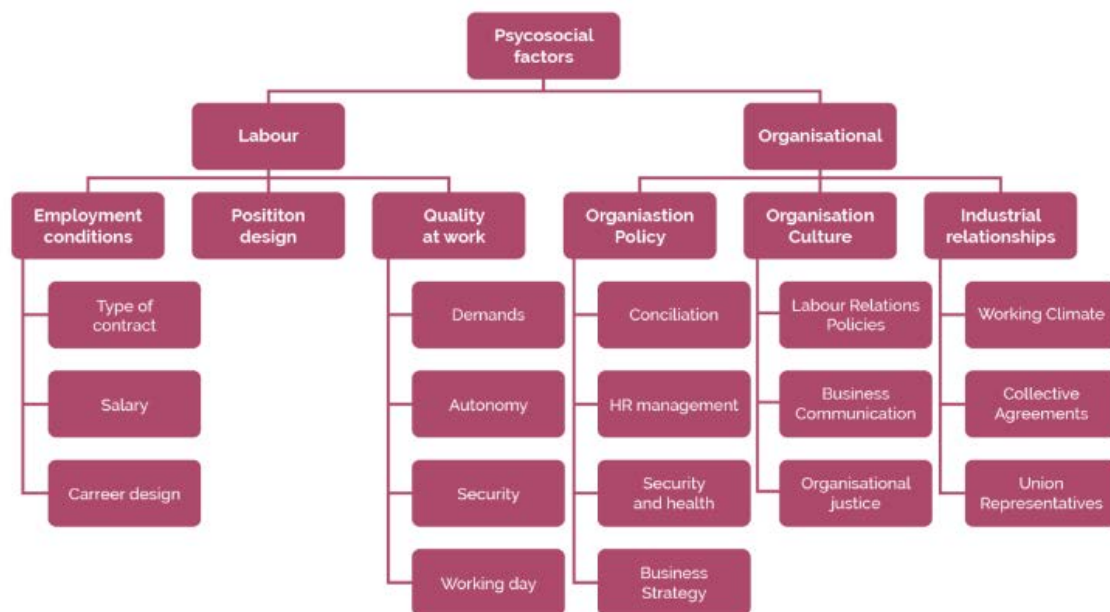 Psycosocial
factors
Labour
Organisational
Employment
conditions
Posititon
design
Quality
at work
Organiastion
Policy
Organisation
Culture
Industrial
relationships
Type of
contract
Demands
Conciliation
Labour Relations
Policies
Working Climate
Salary
Autonomy
HR management
Business
Communication
Collective
Agreements
Carreer design
Security
Security
and health
Organisational
justice
Union
Representatives
Working day
Business
Strategy